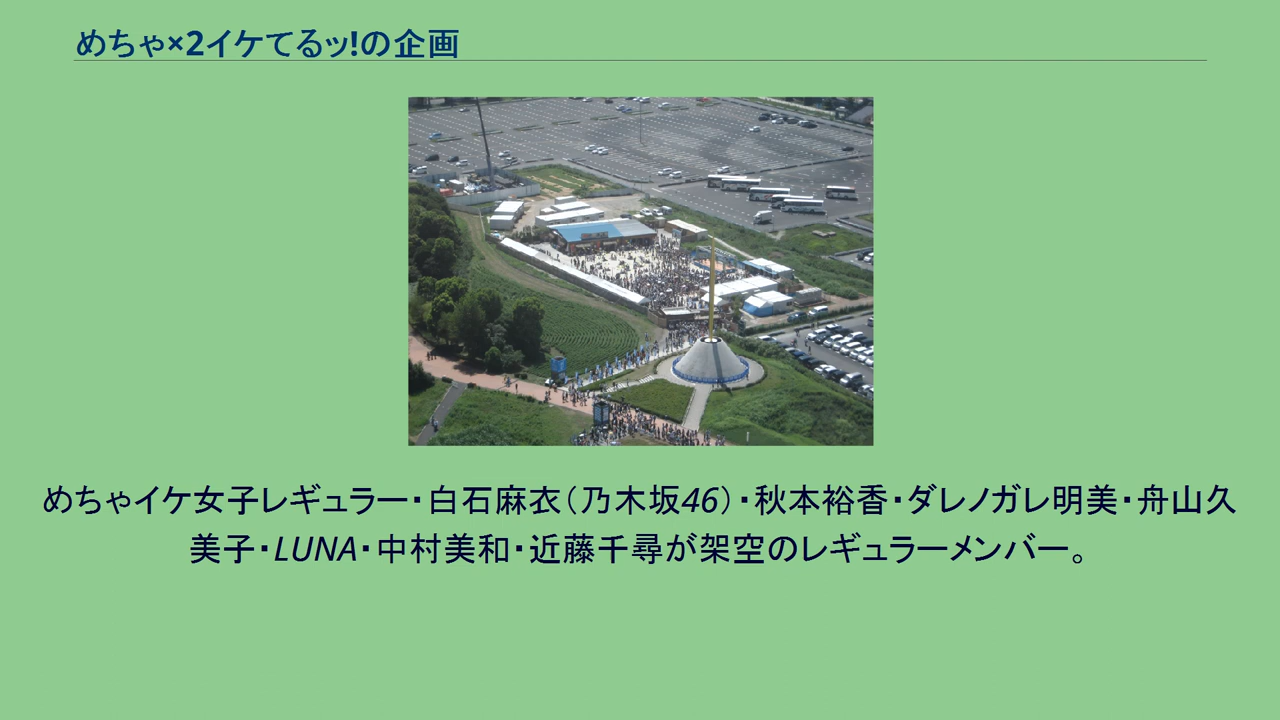 めちゃ×2イケてるッ!の企画
めちゃイケ女子レギュラー・白石麻衣（乃木坂46）・秋本裕香・ダレノガレ明美・舟山久
美子・LUNA・中村美和・近藤千尋が架空のレギュラーメンバー。